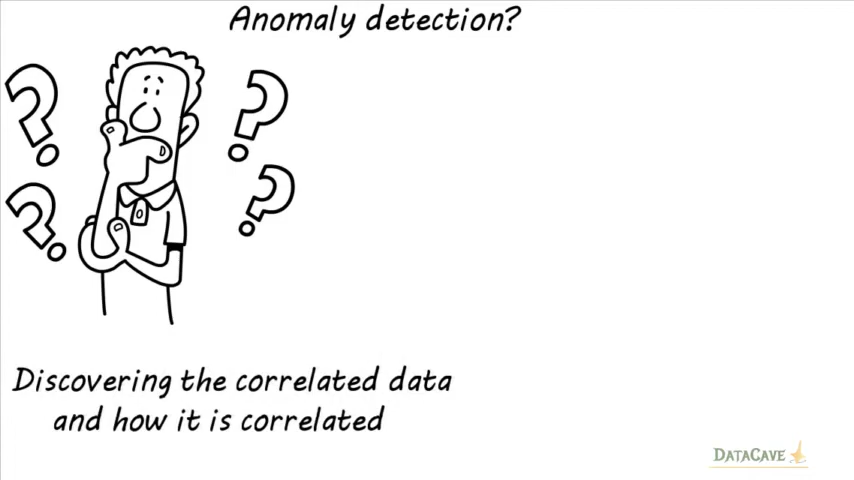 Anomaly detection?
Discovering the correlated data
and how it is correlated
DATACAVE